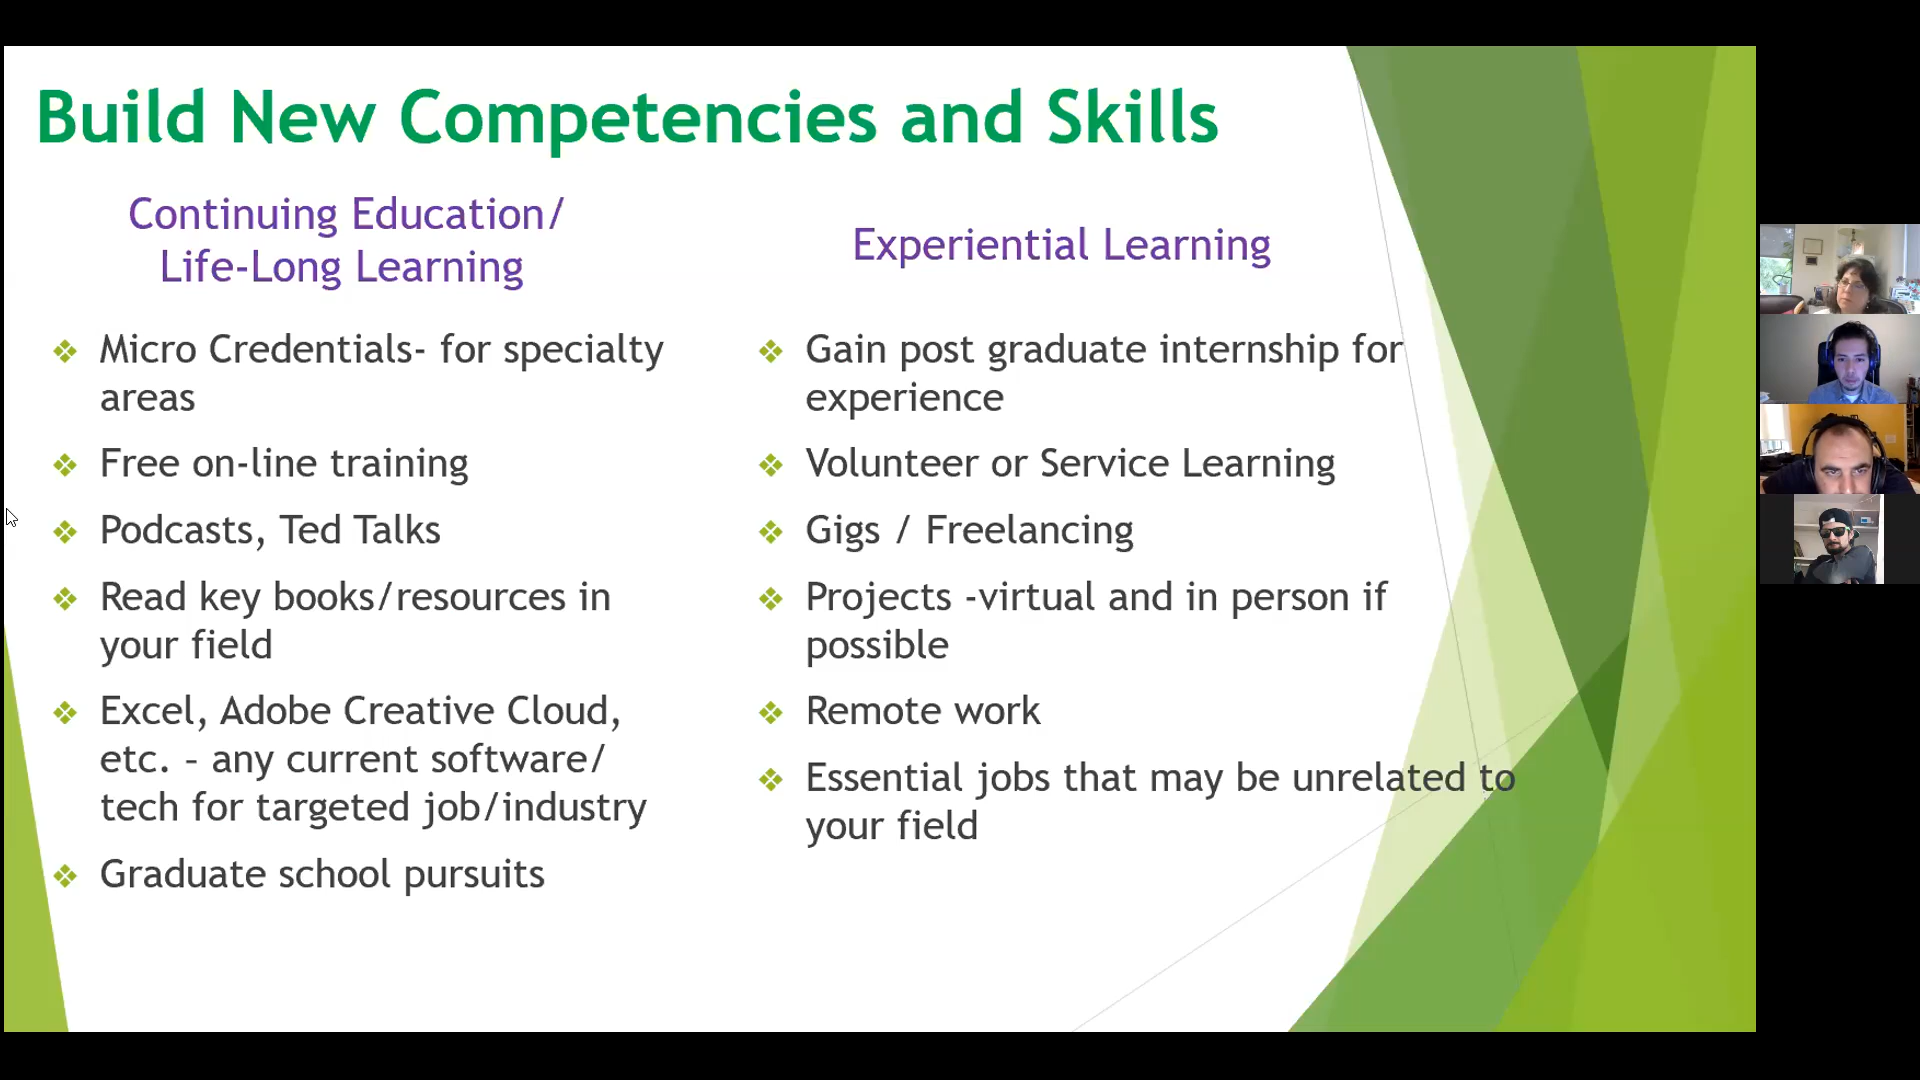 Build New Competencies and Skills
Continuing Education/
Life-Long Learning
Micro Credentials- for specialty
areas
Free on-line training
Podcasts, Ted Talks
Read key books/resources in
your field
Excel, Adobe Creative Cloud,
etc. – any current software/
tech for targeted job/industry
Graduate school pursuits
Experiential Learning
Gain post graduate internship for
experience
Volunteer or Service Learning
Gigs / Freelancing
Projects -virtual and in person if
possible
Remote work
Essential jobs that may be unrelated to
your field